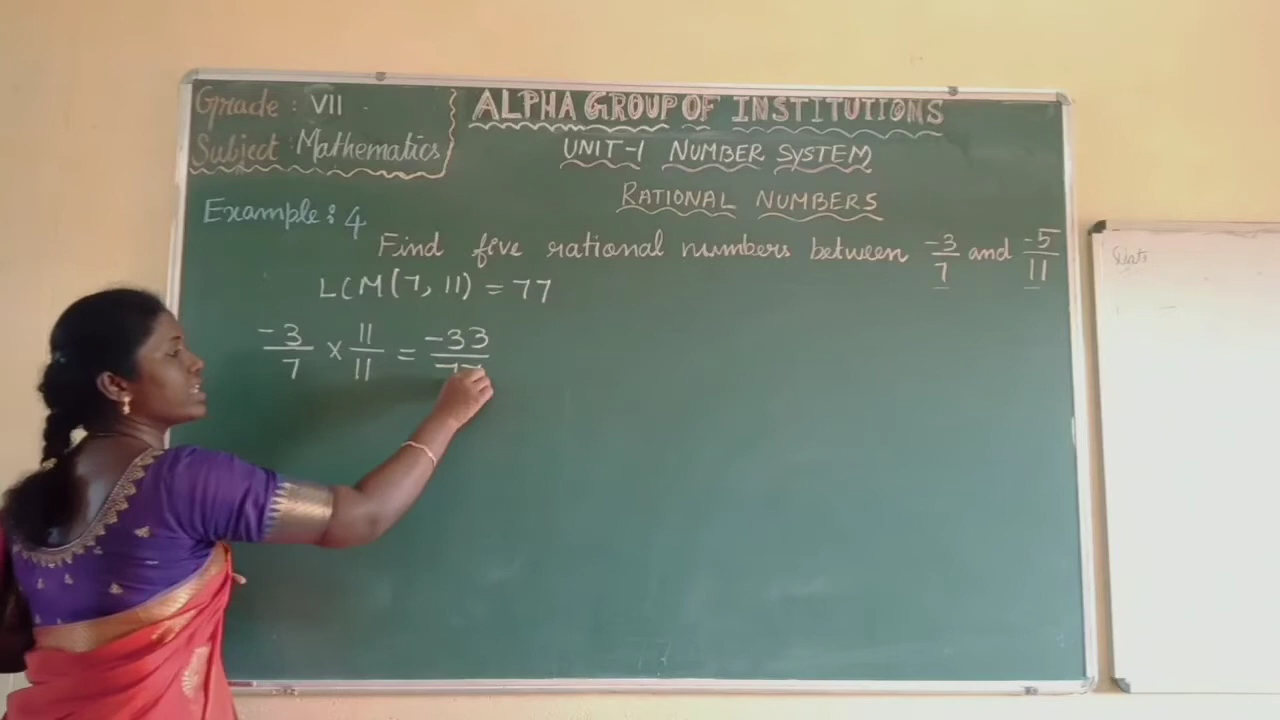 Grade : VII
Subject : Mathematics
ALPHA GROUP OF INSTITUTIONS
UNIT-1 NUMBER SYSTEM
RATIONAL NUMBERS
Example : 4
Find five rational numbers between -3/7 and -5/11
LCM(7, 11) = 77
-3/7 × 11/11 = -33/77